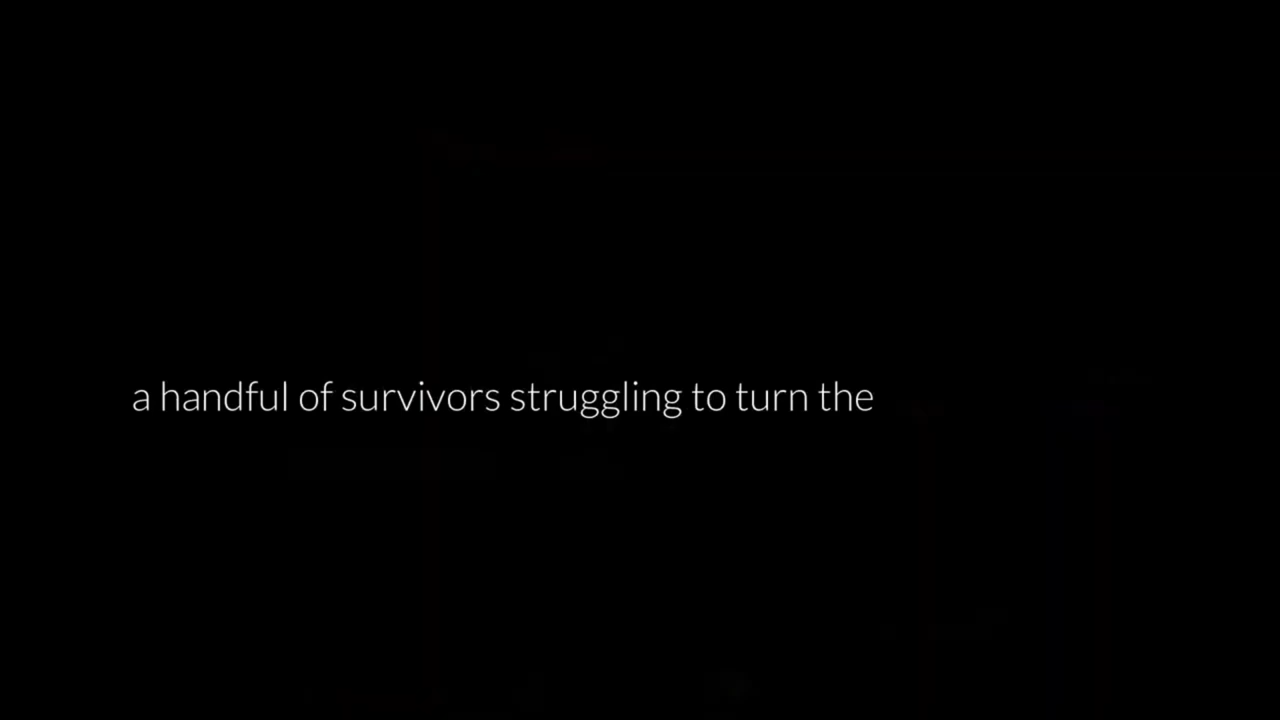 a handful of survivors struggling to turn the